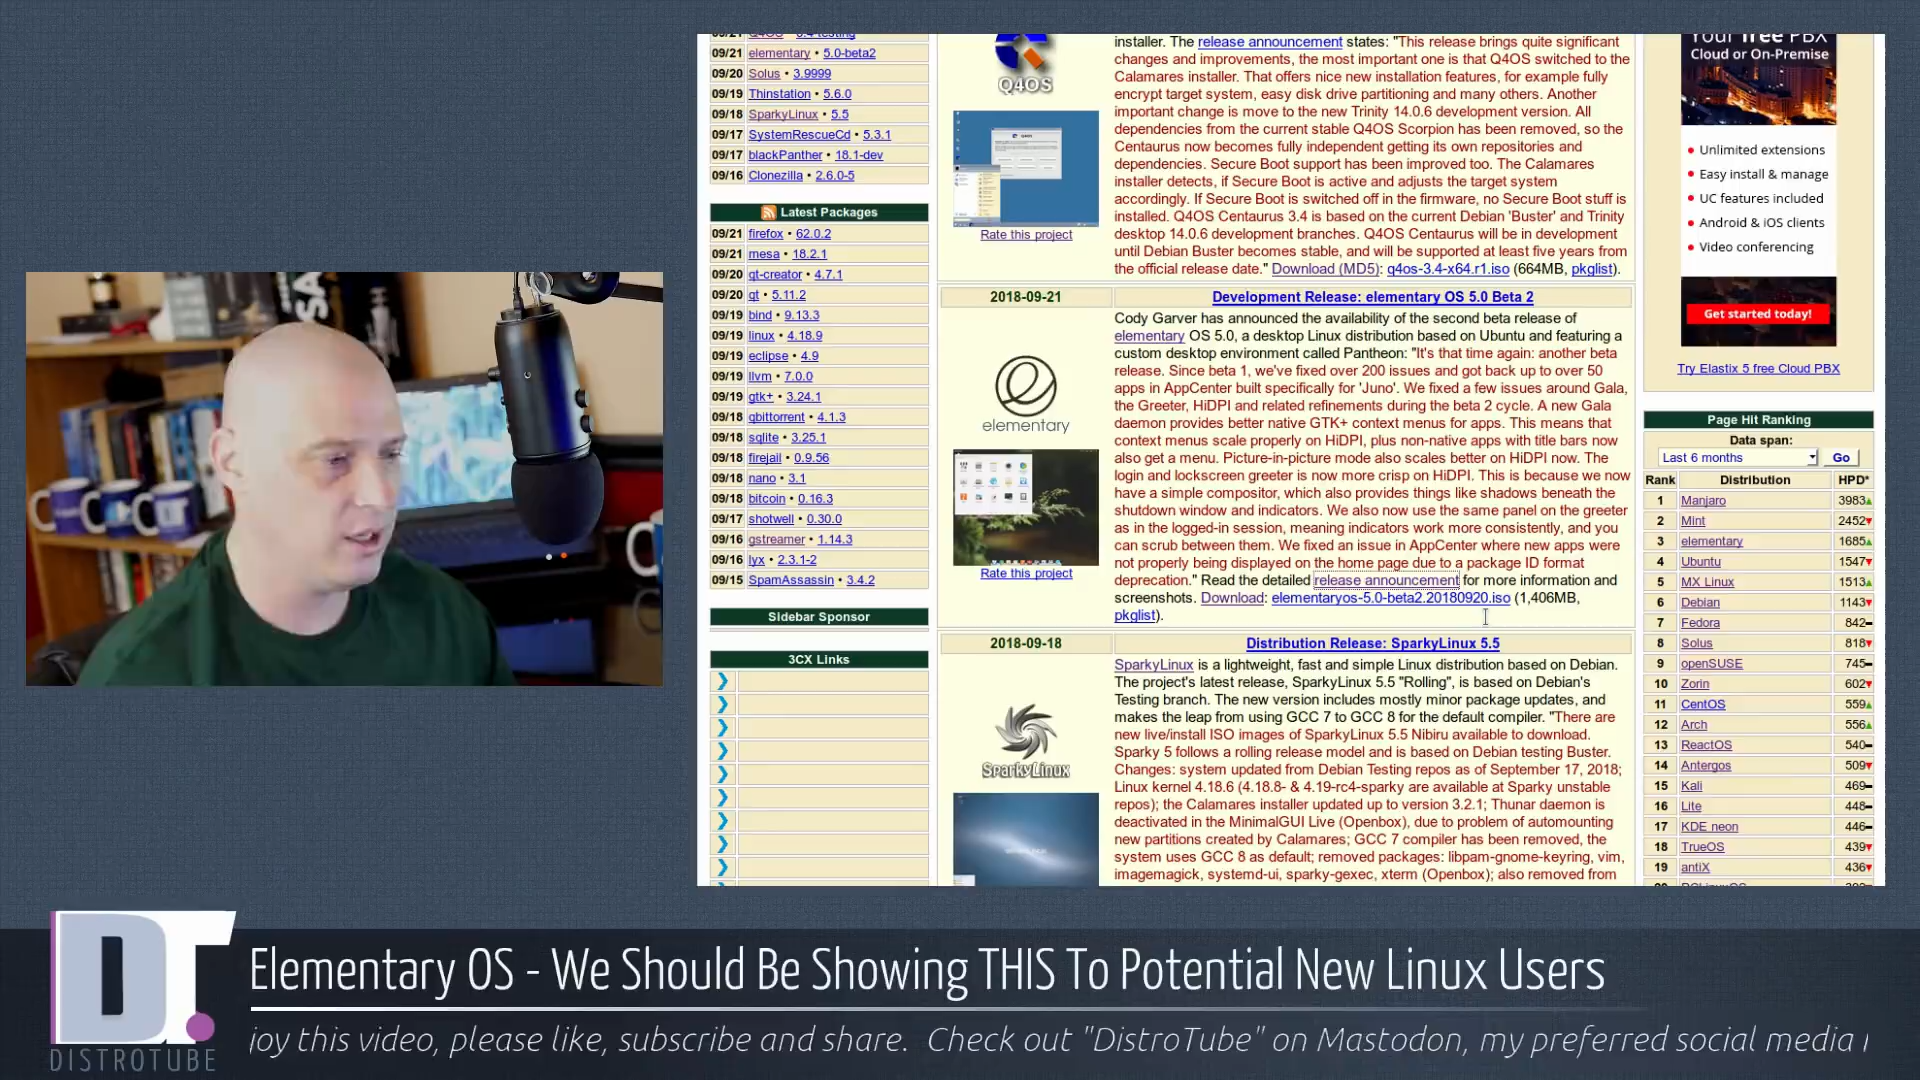 09/21 Q4OS • 3.4-testing
09/21 elementary • 5.0-beta2
09/20 Solus • 3.9999
09/19 Thinstation • 5.6.0
09/18 SparkyLinux • 5.5
09/17 SystemRescueCd • 5.3.1
09/17 blackPanther • 18.1-dev
09/16 Clonezilla • 2.6.0-5
Latest Packages
09/21 firefox • 62.0.2
09/21 mesa • 18.2.1
09/20 qt-creator • 4.7.1
09/20 qt • 5.11.2
09/19 bind • 9.13.3
09/19 linux • 4.18.9
09/19 eclipse • 4.9
09/19 llvm • 7.0.0
09/19 gtk+ • 3.24.1
09/18 qbittorrent • 4.1.3
09/18 sqlite • 3.25.1
09/18 firejail • 0.9.56
09/18 nano • 3.1
09/18 bitcoin • 0.16.3
09/17 shotwell • 0.30.0
09/16 gstreamer • 1.14.3
09/16 lyx • 2.3.1-2
09/15 SpamAssassin • 3.4.2
Sidebar Sponsor
3CX Links
Q4OS
Rate this project
installer. The release announcement states: "This release brings quite significant
changes and improvements, the most important one is that Q4OS switched to the
Calamares installer. That offers nice new installation features, for example fully
encrypt target system, easy disk drive partitioning and many others. Another
important change is move to the new Trinity 14.0.6 development version. All
dependencies from the current stable Q4OS Scorpion has been removed, so the
Centaurus now becomes fully independent getting its own repositories and
dependencies. Secure Boot support has been improved too. The Calamares
installer detects, if Secure Boot is active and adjusts the target system
accordingly. If Secure Boot is switched off in the firmware, no Secure Boot stuff is
installed. Q4OS Centaurus 3.4 is based on the current Debian 'Buster' and Trinity
desktop 14.0.6 development branches. Q4OS Centaurus will be in development
until Debian Buster becomes stable, and will be supported at least five years from
the official release date." Download (MD5): q4os-3.4-x64.r1.iso (664MB, pkglist).
2018-09-21
Development Release: elementary OS 5.0 Beta 2
elementary
Rate this project
Cody Garver has announced the availability of the second beta release of
elementary OS 5.0, a desktop Linux distribution based on Ubuntu and featuring a
custom desktop environment called Pantheon: "It's that time again: another beta
release. Since beta 1, we've fixed over 200 issues and got back up to over 50
apps in AppCenter built specifically for 'Juno'. We fixed a few issues around Gala,
the Greeter, HiDPI and related refinements during the beta 2 cycle. A new Gala
daemon provides better native GTK+ context menus for apps. This means that
context menus scale properly on HiDPI, plus non-native apps with title bars now
also get a menu. Picture-in-picture mode also scales better on HiDPI now. The
login and lockscreen greeter is now more crisp on HiDPI. This is because we now
have a simple compositor, which also provides things like shadows beneath the
shutdown window and indicators. We also now use the same panel on the greeter
as in the logged-in session, meaning indicators work more consistently, and you
can scrub between them. We fixed an issue in AppCenter where new apps were
not properly being displayed on the home page due to a package ID format
deprecation." Read the detailed release announcement for more information and
screenshots. Download: elementaryos-5.0-beta2.20180920.iso (1,406MB,
pkglist).
2018-09-18
Distribution Release: SparkyLinux 5.5
SparkyLinux
SparkyLinux is a lightweight, fast and simple Linux distribution based on Debian.
The project's latest release, SparkyLinux 5.5 "Rolling", is based on Debian's
Testing branch. The new version includes mostly minor package updates, and
makes the leap from using GCC 7 to GCC 8 for the default compiler. "There are
new live/install ISO images of SparkyLinux 5.5 Nibiru available to download.
Sparky 5 follows a rolling release model and is based on Debian testing Buster.
Changes: system updated from Debian Testing repos as of September 17, 2018;
Linux kernel 4.18.6 (4.18.8- & 4.19-rc4-sparky are available at Sparky unstable
repos); the Calamares installer updated up to version 3.2.1; Thunar daemon is
deactivated in the MinimalGUI Live (Openbox), due to problem of automounting
new partitions created by Calamares; GCC 7 compiler has been removed, the
system uses GCC 8 as default; removed packages: libpam-gnome-keyring, vim,
imagemagick, systemd-ui, sparky-gexec, xterm (Openbox); also removed from
Your free PBX
Cloud or On-Premise
• Unlimited extensions
• Easy install & manage
• UC features included
• Android & iOS clients
• Video conferencing
Get started today!
Try Elastix 5 free Cloud PBX
Page Hit Ranking
Data span:
Last 6 months Go
Rank Distribution HPD*
1 Manjaro 3983
2 Mint 2452
3 elementary 1685
4 Ubuntu 1547
5 MX Linux 1513
6 Debian 1143
7 Fedora 842
8 Solus 818
9 openSUSE 745
10 Zorin 602
11 CentOS 559
12 Arch 556
13 ReactOS 540
14 Antergos 509
15 Kali 469
16 Lite 448
17 KDE neon 446
18 TrueOS 439
19 antiX 436
DT
DISTROTUBE
Elementary OS - We Should Be Showing THIS To Potential New Linux Users
joy this video, please like, subscribe and share. Check out "DistroTube" on Mastodon, my preferred social media